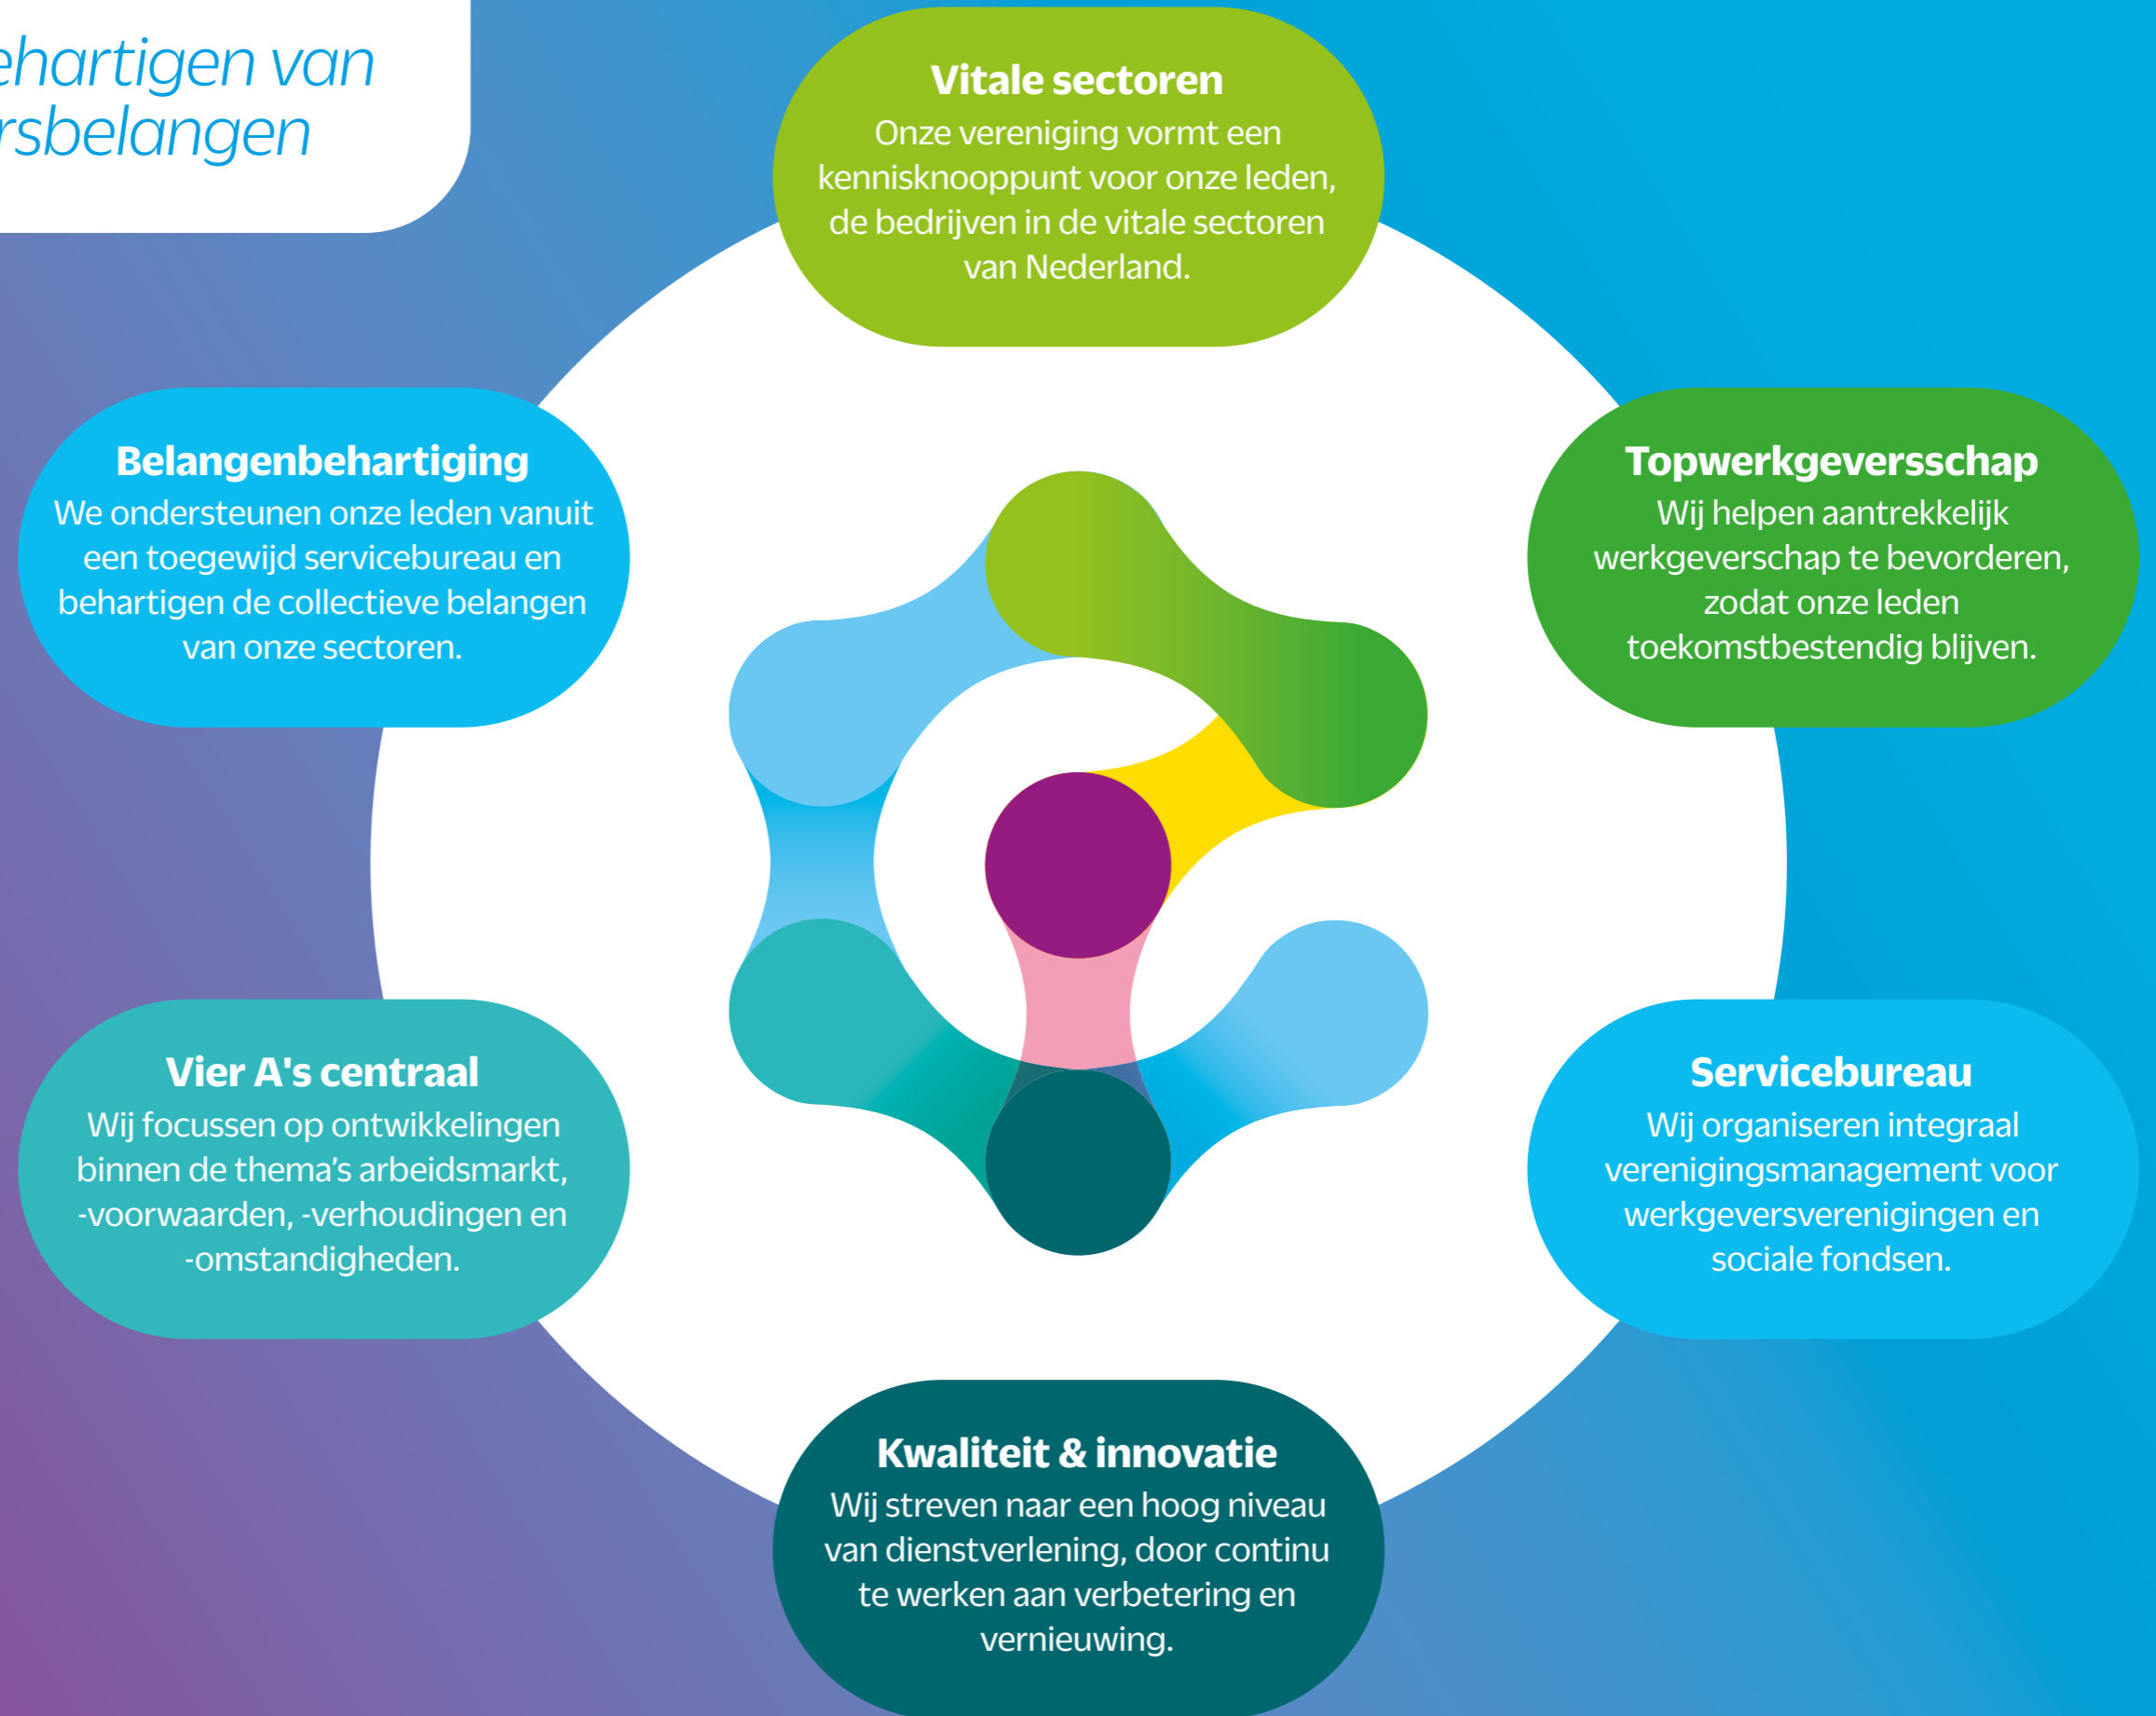 ehartigen van
rsbelangen
Vitale sectoren
Onze vereniging vormt een
kennisknooppunt voor onze leden,
de bedrijven in de vitale sectoren
van Nederland.
Belangenbehartiging
We ondersteunen onze leden vanuit
een toegewijd servicebureau en
behartigen de collectieve belangen
van onze sectoren.
Topwerkgeversschap
Wij helpen aantrekkelijk
werkgeverschap te bevorderen,
zodat onze leden
toekomstbestendig blijven.
Vier A's centraal
Wij focussen op ontwikkelingen
binnen de thema's arbeidsmarkt,
-voorwaarden, -verhoudingen en
-omstandigheden.
Servicebureau
Wij organiseren integraal
verenigingsmanagement voor
werkgeversverenigingen en
sociale fondsen.
Kwaliteit & innovatie
Wij streven naar een hoog niveau
van dienstverlening, door continu
te werken aan verbetering en
vernieuwing.